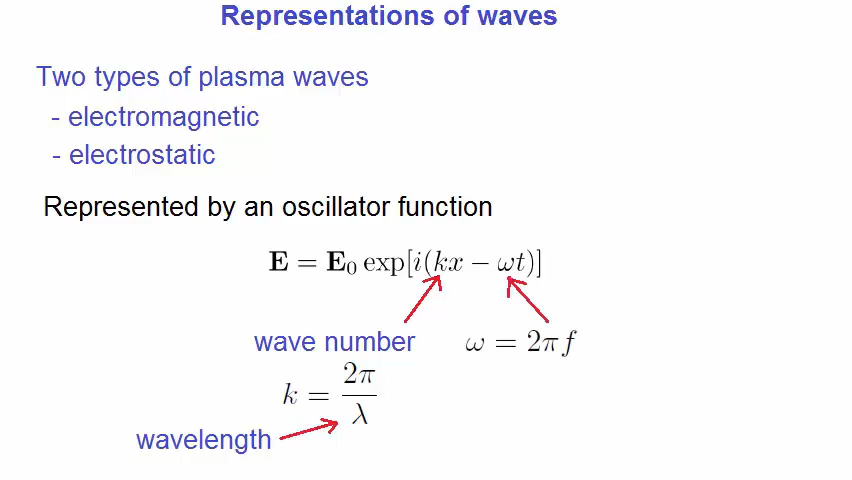 Representations of waves
Two types of plasma waves
- electromagnetic
- electrostatic
Represented by an oscillator function
E = E₀ exp[i(kx − ωt)]
wave number ω = 2πf
k = 2π/λ
wavelength